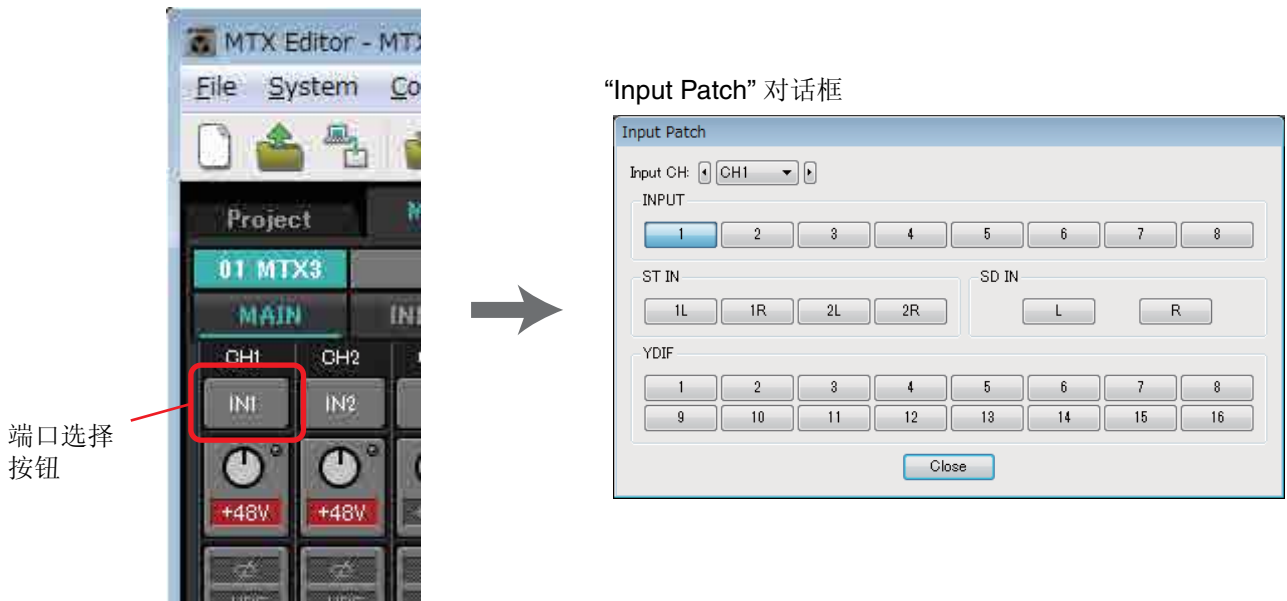 MTX Editor - MTX
File System Co
Project M
01 MTX3
MAIN IN
CH1 CH2
IN1 IN2
+48V +48V
端口选择
按钮
“Input Patch” 对话框
Input Patch
Input CH: CH1
INPUT
1 2 3 4 5 6 7 8
ST IN SD IN
1L 1R 2L 2R L R
YDIF
1 2 3 4 5 6 7 8
9 10 11 12 13 14 15 16
Close